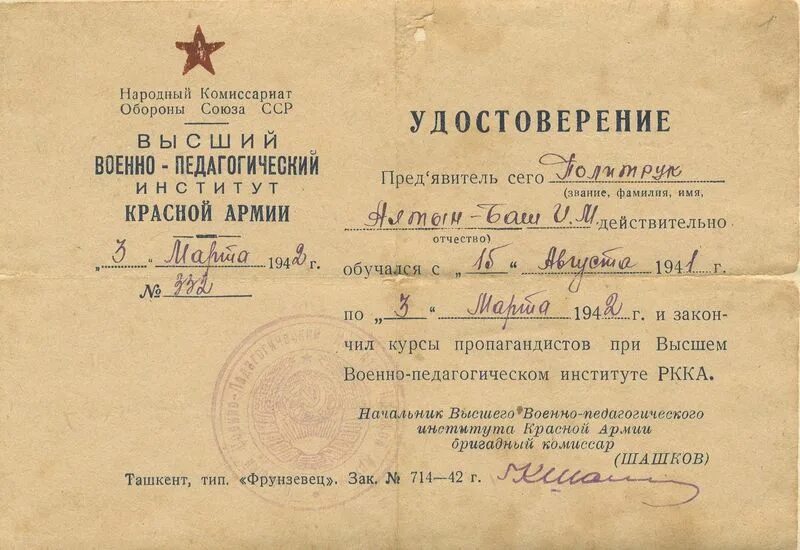 Народный Комиссариат
Обороны Союза ССР
ВЫСШИЙ
ВОЕННО-ПЕДАГОГИЧЕСКИЙ
ИНСТИТУТ
КРАСНОЙ АРМИИ
„3" Марта 1942 г.
№ 332
УДОСТОВЕРЕНИЕ
Пред'явитель сего Политрук
(звание, фамилия, имя,
Алтын-Баш И.М. действительно
отчество)
обучался с „15" Августа 1941 г.
по „3" Марта 1942 г. и закон-
чил курсы пропагандистов при Высшем
Военно-педагогическом институте РККА.
Начальник Высшего Военно-педагогического
института Красной Армии
бригадный комиссар
(ШАШКОВ)
Ташкент, тип. «Фрунзевец». Зак. № 714—42 г.